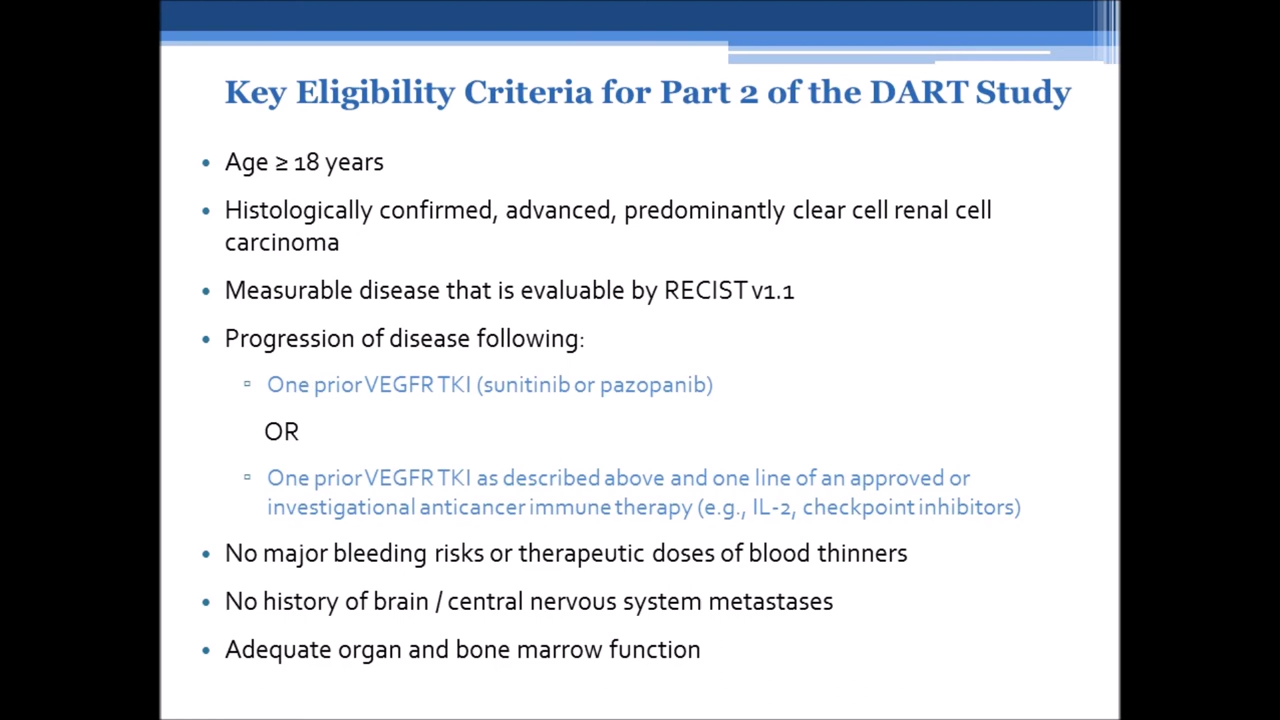 Key Eligibility Criteria for Part 2 of the DART Study
• Age ≥ 18 years
• Histologically confirmed, advanced, predominantly clear cell renal cell
carcinoma
• Measurable disease that is evaluable by RECIST v1.1
• Progression of disease following:
▫ One prior VEGFR TKI (sunitinib or pazopanib)
OR
▫ One prior VEGFR TKI as described above and one line of an approved or
investigational anticancer immune therapy (e.g., IL-2, checkpoint inhibitors)
• No major bleeding risks or therapeutic doses of blood thinners
• No history of brain / central nervous system metastases
• Adequate organ and bone marrow function